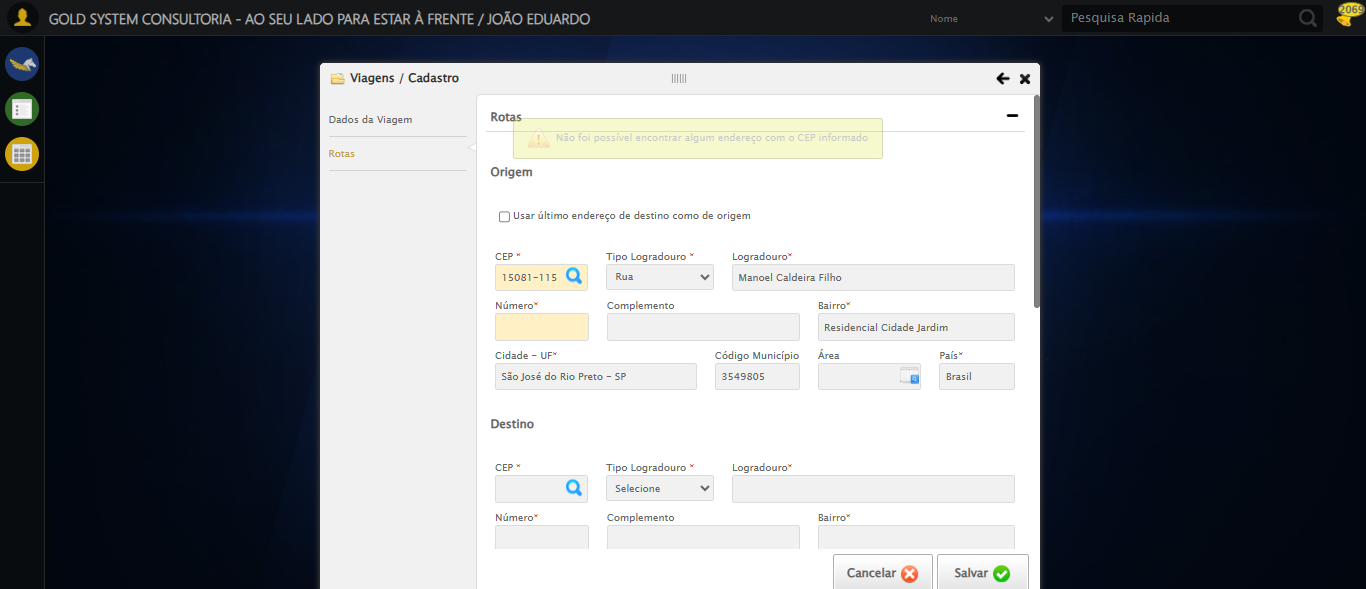 GOLD SYSTEM CONSULTORIA - AO SEU LADO PARA ESTAR À FRENTE / JOÃO EDUARDO
Nome
Pesquisa Rapida
2069
Viagens / Cadastro
Dados da Viagem
Rotas
Rotas
Não foi possível encontrar algum endereço com o CEP informado
Origem
Usar último endereço de destino como de origem
CEP * Tipo Logradouro * Logradouro*
15081-115 Rua Manoel Caldeira Filho
Número* Complemento Bairro*
Residencial Cidade Jardim
Cidade - UF* Código Município Área País*
São José do Rio Preto - SP 3549805 Brasil
Destino
CEP * Tipo Logradouro * Logradouro*
Selecione
Número* Complemento Bairro*
Cancelar Salvar